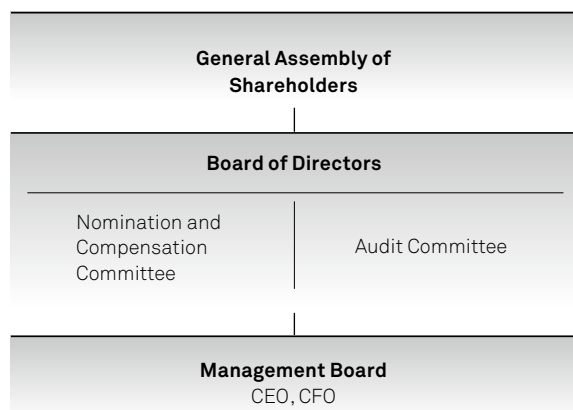 General Assembly of
Shareholders
Board of Directors
Nomination and
Compensation
Committee
Audit Committee
Management Board
CEO, CFO